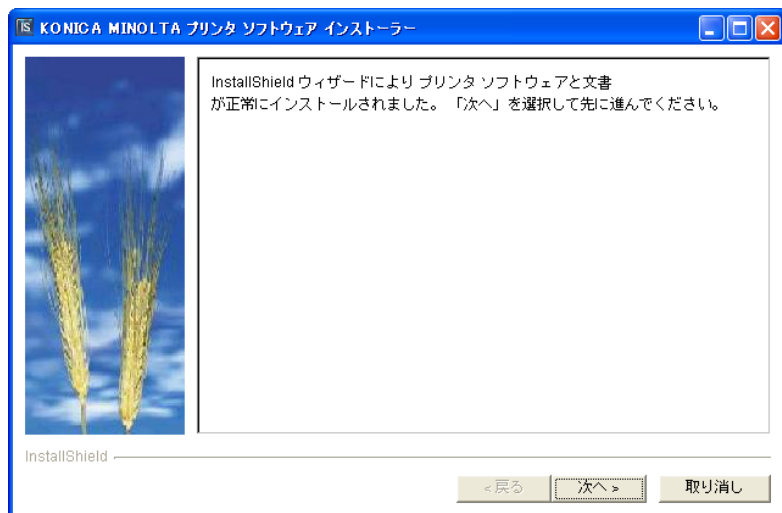 KONICA MINOLTA プリンタ ソフトウェア インストーラー
InstallShield ウィザードにより プリンタ ソフトウェアと文書
が正常にインストールされました。 「次へ」を選択して先に進んでください。
InstallShield
< 戻る 次へ > 取り消し